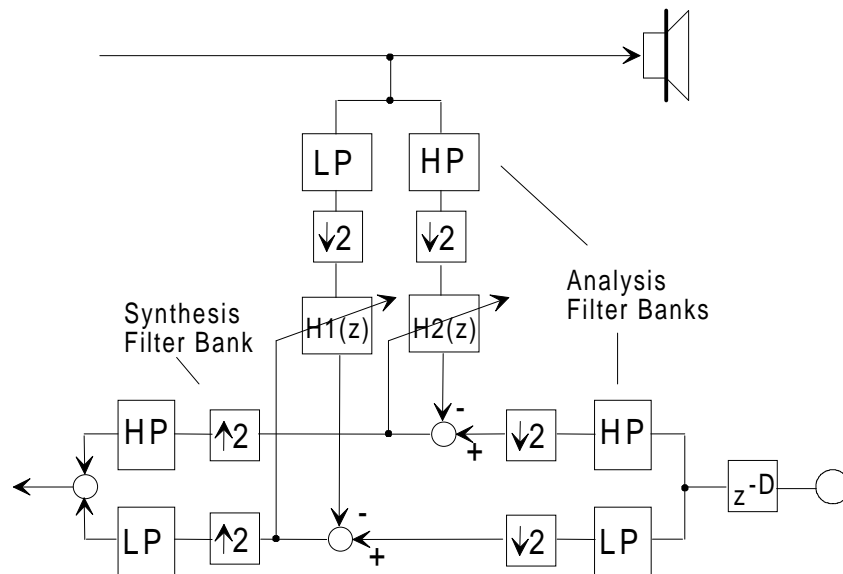 LP
HP
↓2
↓2
Analysis
Filter Banks
Synthesis
Filter Bank
H1(z)
H2(z)
-
HP
↑2
+
↓2
HP
z-D
-
LP
↑2
+
↓2
LP